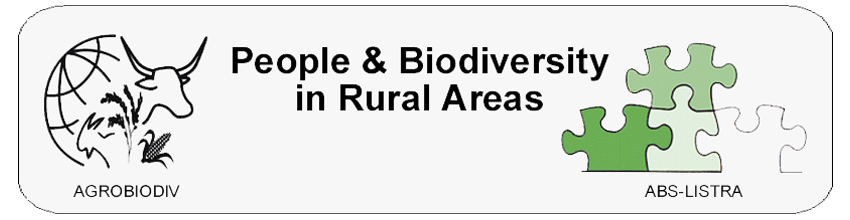 People & Biodiversity
in Rural Areas
AGROBIODIV
ABS-LISTRA